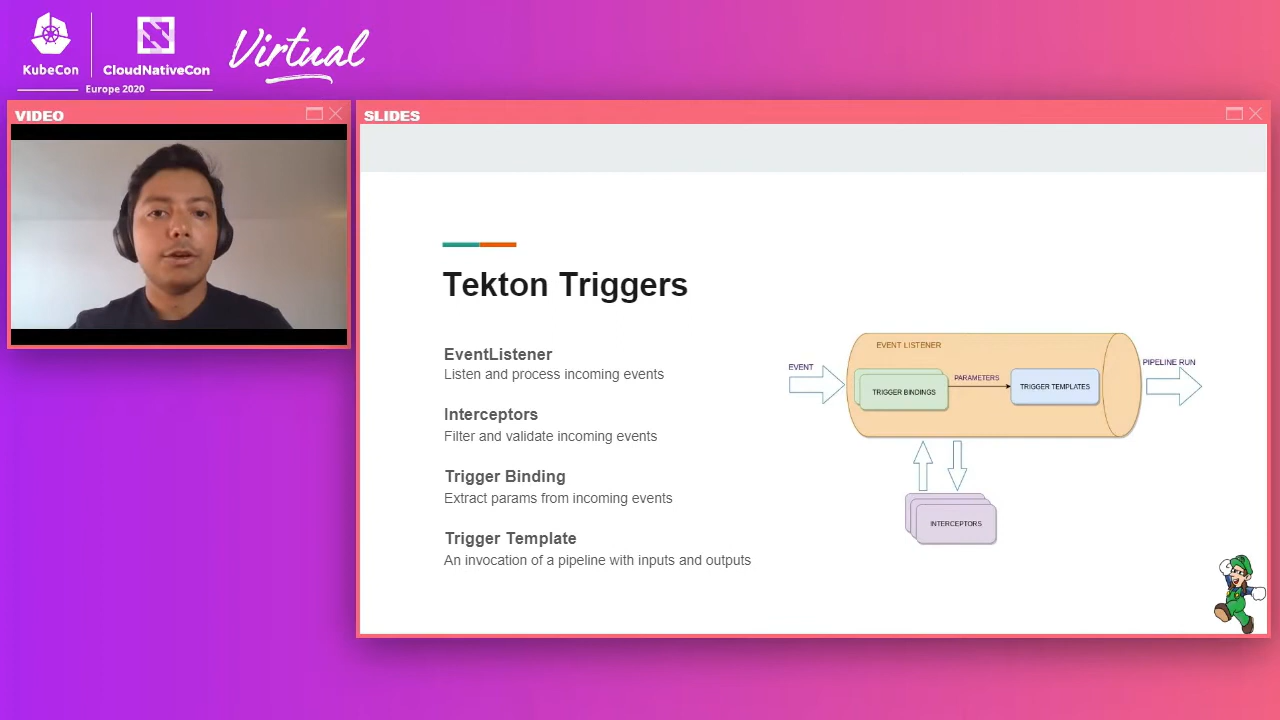 KubeCon
CloudNativeCon
Europe 2020
Virtual
VIDEO
SLIDES
Tekton Triggers
EventListener
Listen and process incoming events
Interceptors
Filter and validate incoming events
Trigger Binding
Extract params from incoming events
Trigger Template
An invocation of a pipeline with inputs and outputs
EVENT
EVENT LISTENER
TRIGGER BINDINGS
PARAMETERS
TRIGGER TEMPLATES
PIPELINE RUN
INTERCEPTORS